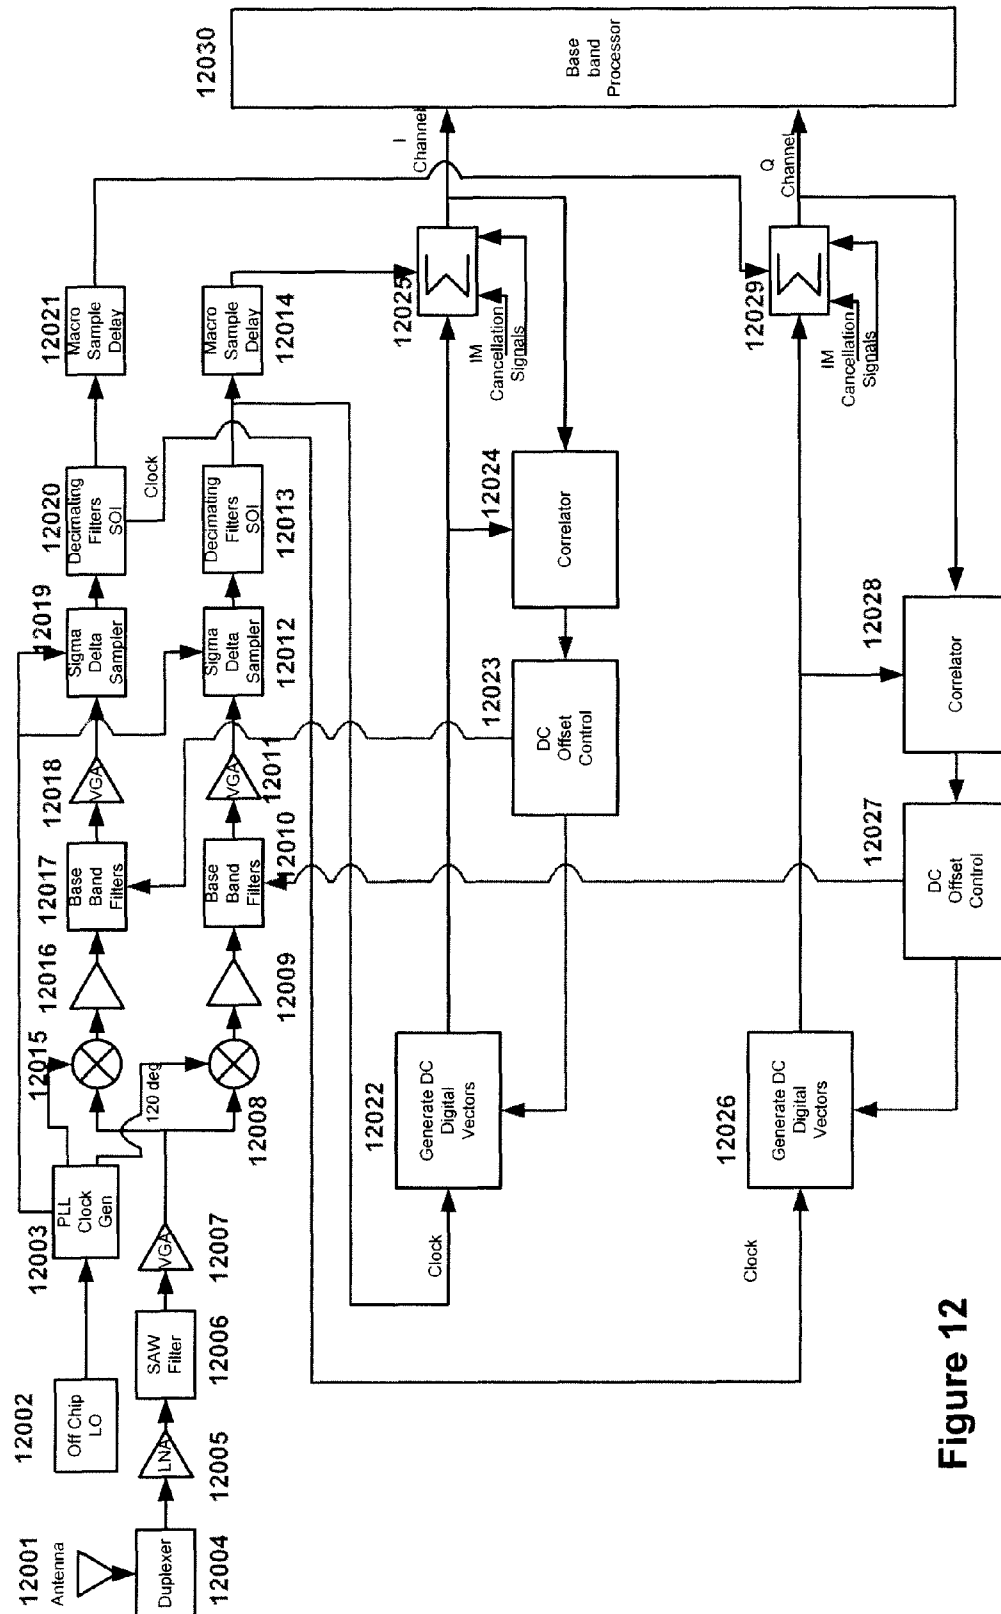 12001
Antenna
Duplexer
12004
12002
Off Chip
LO
LNA
12005
SAW
Filter
12006
12003
PLL
Clock
Gen
VGA
12007
12015
120 deg
12008
12016
12009
12017
Base
Band
Filters
Base
Band
Filters
12010
12018
VGA
VGA
12011
12019
Sigma
Delta
Sampler
Sigma
Delta
Sampler
12012
12020
Decimating
Filters
SOI
Clock
Decimating
Filters
SOI
12013
12021
Macro
Sample
Delay
Macro
Sample
Delay
12014
12022
Generate DC
Digital
Vectors
Clock
12023
DC
Offset
Control
12024
Correlator
12025
IM
Cancellation
Signals
I
Channel
12026
Generate DC
Digital
Vectors
Clock
12027
DC
Offset
Control
12028
Correlator
12029
IM
Cancellation
Signals
Q
Channel
12030
Base
band
Processor
Figure 12